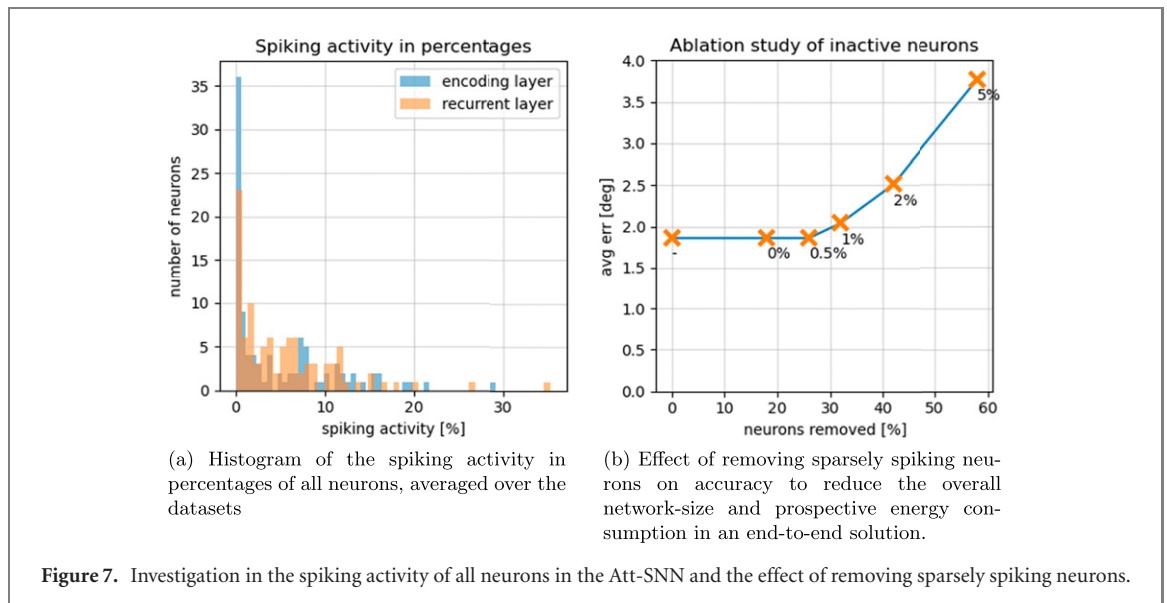 Spiking activity in percentages
encoding layer
recurrent layer
number of neurons
35
30
25
20
15
10
5
0
0 10 20 30
spiking activity [%]
(a) Histogram of the spiking activity in
percentages of all neurons, averaged over the
datasets
Ablation study of inactive neurons
avg err [deg]
4.0
3.5
3.0
2.5
2.0
1.5
1.0
0.5
0.0
-
0%
0.5%
1%
2%
5%
0 10 20 30 40 50 60
neurons removed [%]
(b) Effect of removing sparsely spiking neu-
rons on accuracy to reduce the overall
network-size and prospective energy con-
sumption in an end-to-end solution.
Figure 7. Investigation in the spiking activity of all neurons in the Att-SNN and the effect of removing sparsely spiking neurons.